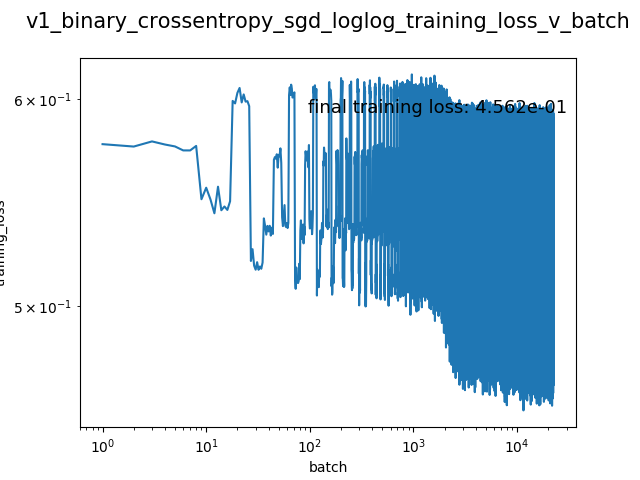 v1_binary_crossentropy_sgd_loglog_training_loss_v_batch
6 × 10⁻¹
final training loss: 4.562e-01
training_loss
5 × 10⁻¹
10⁰ 10¹ 10² 10³ 10⁴
batch